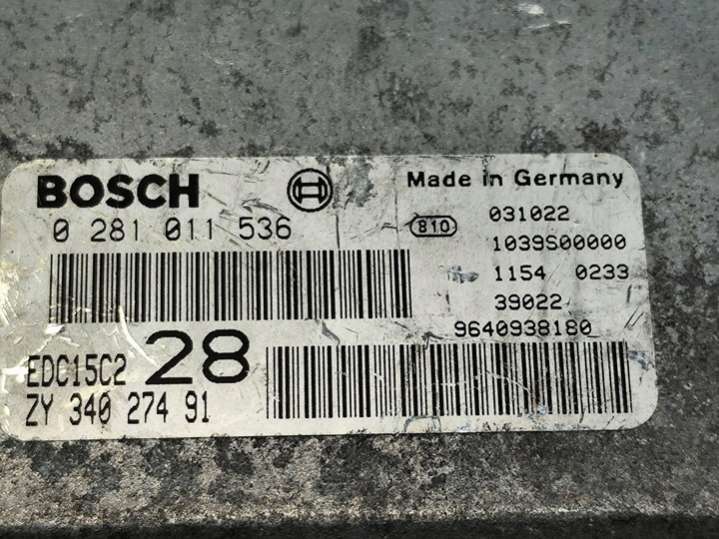 BOSCH
Made in Germany
0 281 011 536
810
031022
1039S00000
1154 0233
39022
9640938180
EDC15C2 28
ZY 340 274 91